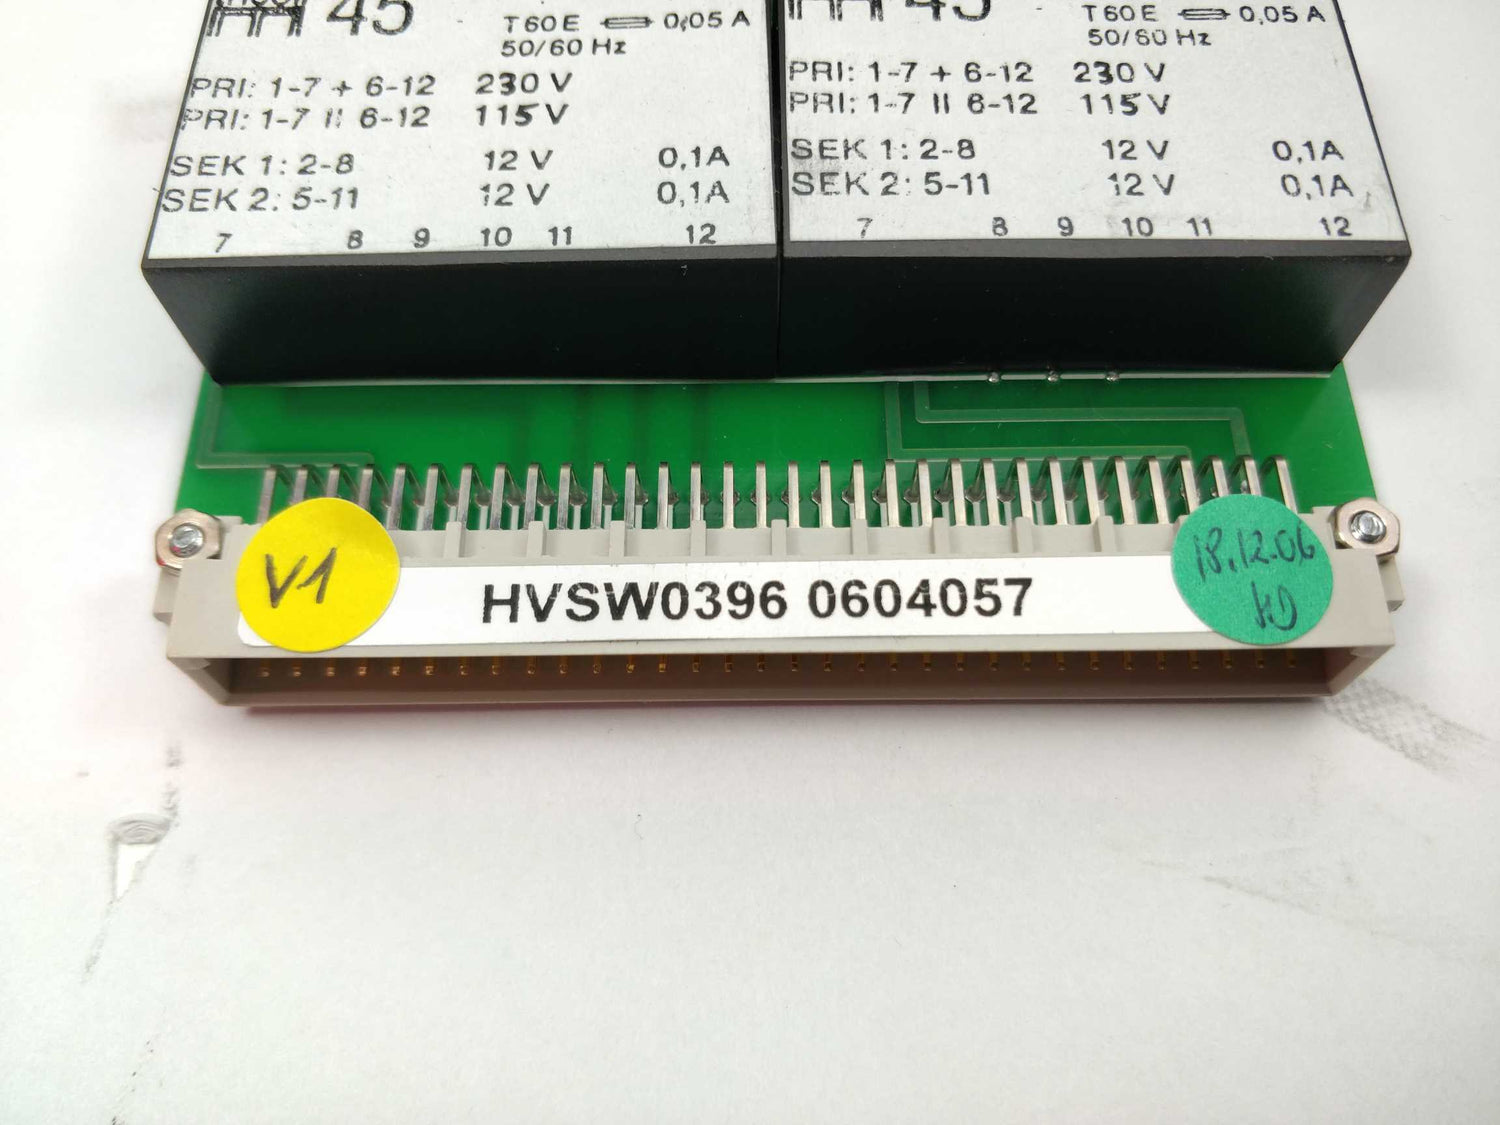 45
T60E 0,05 A
50/60 Hz
PRI: 1-7 + 6-12 230 V
PRI: 1-7 II 6-12 115 V
SEK 1: 2-8 12 V 0,1A
SEK 2: 5-11 12 V 0,1A
7 8 9 10 11 12
45
T60E 0,05 A
50/60 Hz
PRI: 1-7 + 6-12 230 V
PRI: 1-7 II 6-12 115 V
SEK 1: 2-8 12 V 0,1A
SEK 2: 5-11 12 V 0,1A
7 8 9 10 11 12
V1
HVSW0396 0604057
18.12.06